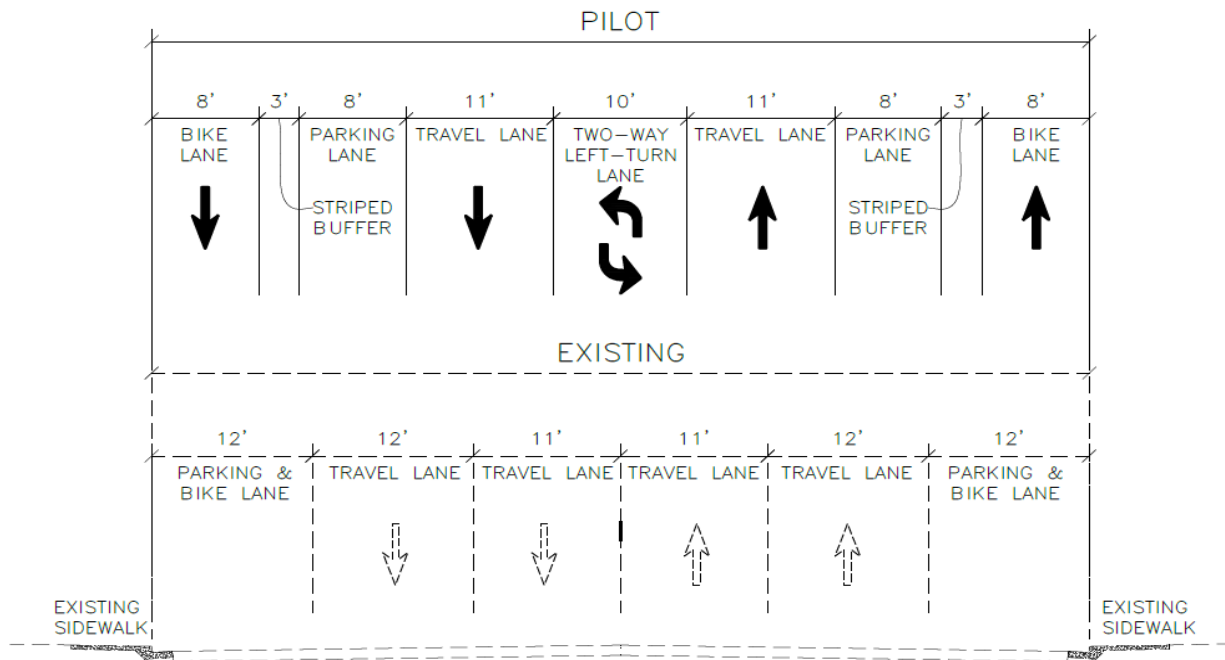 PILOT
8' 3' 8' 11' 10' 11' 8' 3' 8'
BIKE LANE
PARKING LANE
TRAVEL LANE
TWO-WAY LEFT-TURN LANE
TRAVEL LANE
PARKING LANE
BIKE LANE
STRIPED BUFFER
STRIPED BUFFER
EXISTING
12' 12' 11' 11' 12' 12'
PARKING & BIKE LANE
TRAVEL LANE
TRAVEL LANE
TRAVEL LANE
TRAVEL LANE
PARKING & BIKE LANE
EXISTING SIDEWALK
EXISTING SIDEWALK